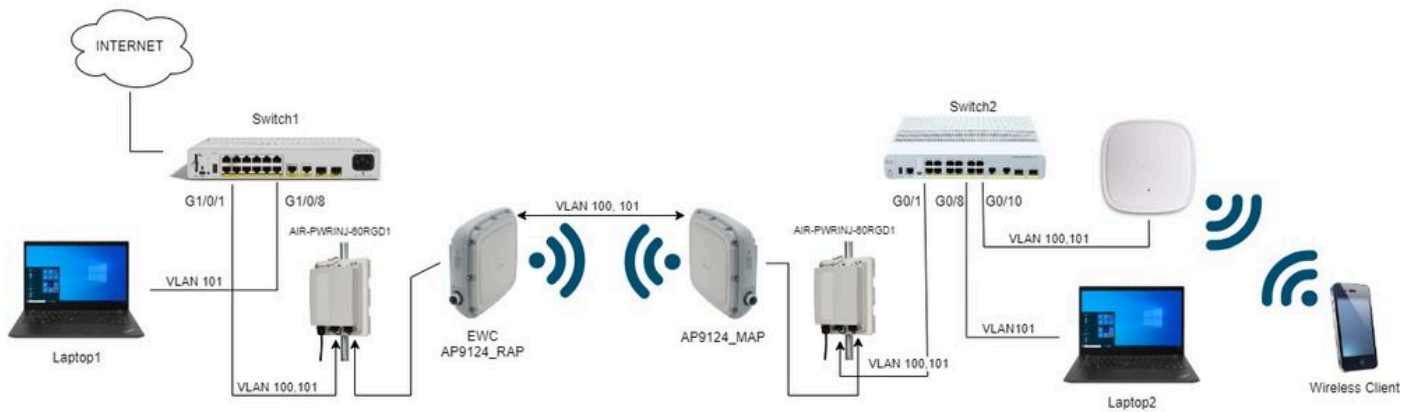 INTERNET
Switch1
G1/0/1
G1/0/8
AIR-PWRINJ-60RGD1
VLAN 101
Laptop1
VLAN 100,101
EWC
AP9124_RAP
VLAN 100, 101
AP9124_MAP
AIR-PWRINJ-60RGD1
VLAN 100,101
Switch2
G0/1
G0/8
G0/10
VLAN 100,101
VLAN101
Laptop2
Wireless Client